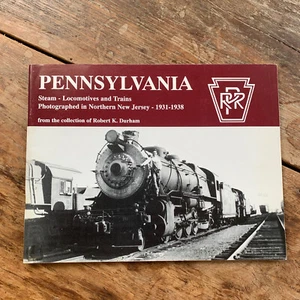 PENNSYLVANIA
Steam - Locomotives and Trains
Photographed in Northern New Jersey - 1931-1938
from the collection of Robert K. Durham
PRR